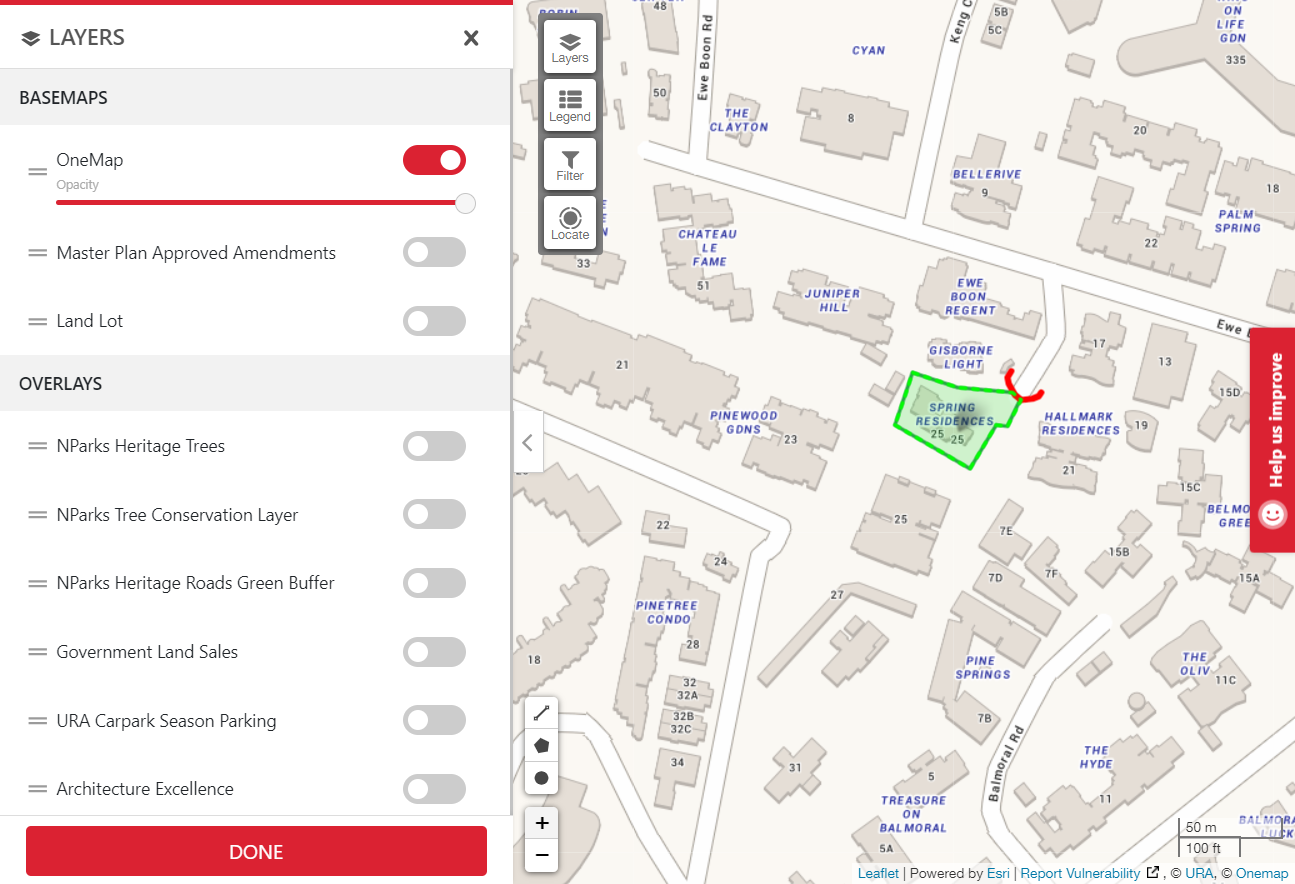 LAYERS
BASEMAPS
OneMap
Opacity
Master Plan Approved Amendments
Land Lot
OVERLAYS
NParks Heritage Trees
NParks Tree Conservation Layer
NParks Heritage Roads Green Buffer
Government Land Sales
URA Carpark Season Parking
Architecture Excellence
DONE
Layers
Legend
Filter
Locate
48
Ewe Boon Rd
Keng
5B
5C
ON
LIFE
GDN
335
CYAN
50
THE
CLAYTON
8
20
BELLERIVE
9
18
PALM
SPRING
22
CHATEAU
LE
FAME
51
33
JUNIPER
HILL
EWE
BOON
REGENT
Ewe
17
13
GISBORNE
LIGHT
21
15D
SPRING
RESIDENCES
25
25
PINEWOOD
GDNS
23
HALLMARK
RESIDENCES
19
21
15C
25
22
7E
24
15B
7F
7D
15A
27
PINETREE
CONDO
28
18
32
32A
32B
32C
34
PINE
SPRINGS
7B
THE
OLIV
11C
Balmoral Rd
THE
HYDE
11
31
5
TREASURE
ON
BALMORAL
5A
Help us improve
+
−
50 m
100 ft
Leaflet | Powered by Esri | Report Vulnerability , © URA, © Onemap